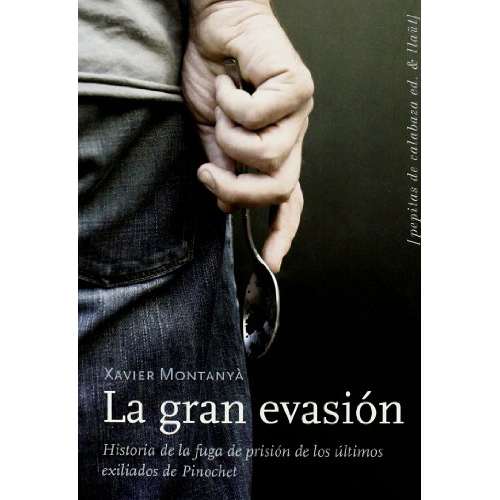 [pepitas de calabaza ed. & llaüt]
XAVIER MONTANYÀ
La gran evasión
Historia de la fuga de prisión de los últimos
exiliados de Pinochet